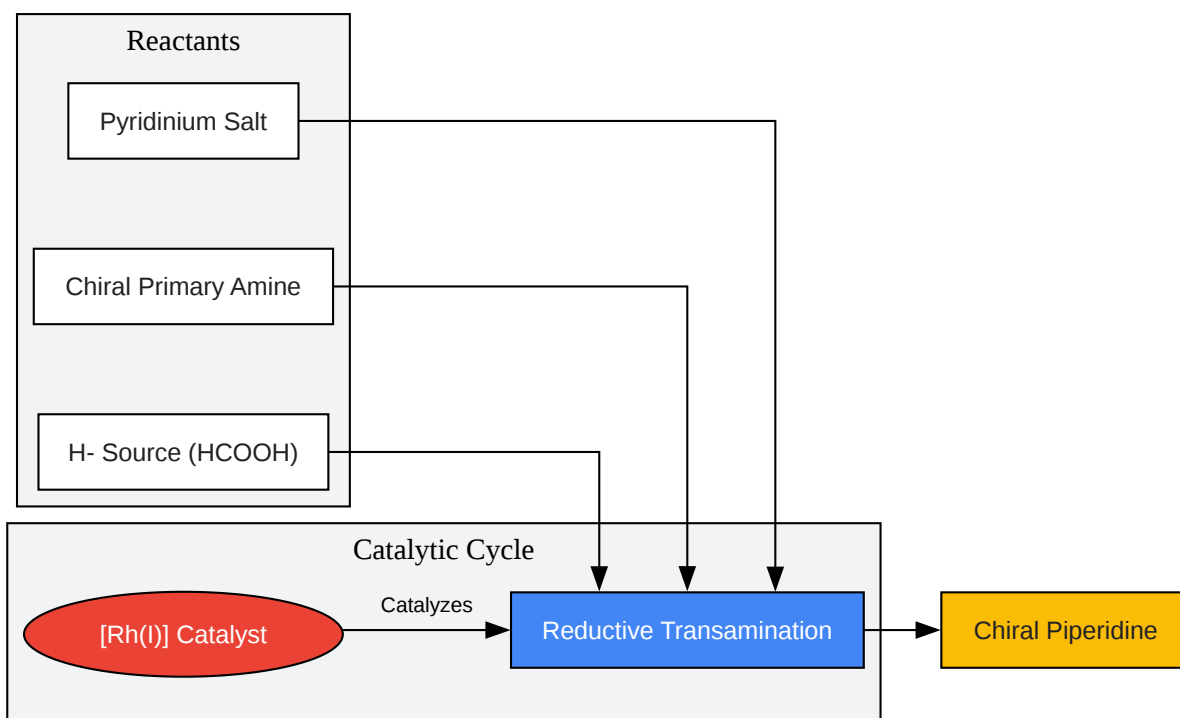 Reactants
Pyridinium Salt
Chiral Primary Amine
H- Source (HCOOH)
Catalytic Cycle
[Rh(I)] Catalyst
Catalyzes
Reductive Transamination
Chiral Piperidine